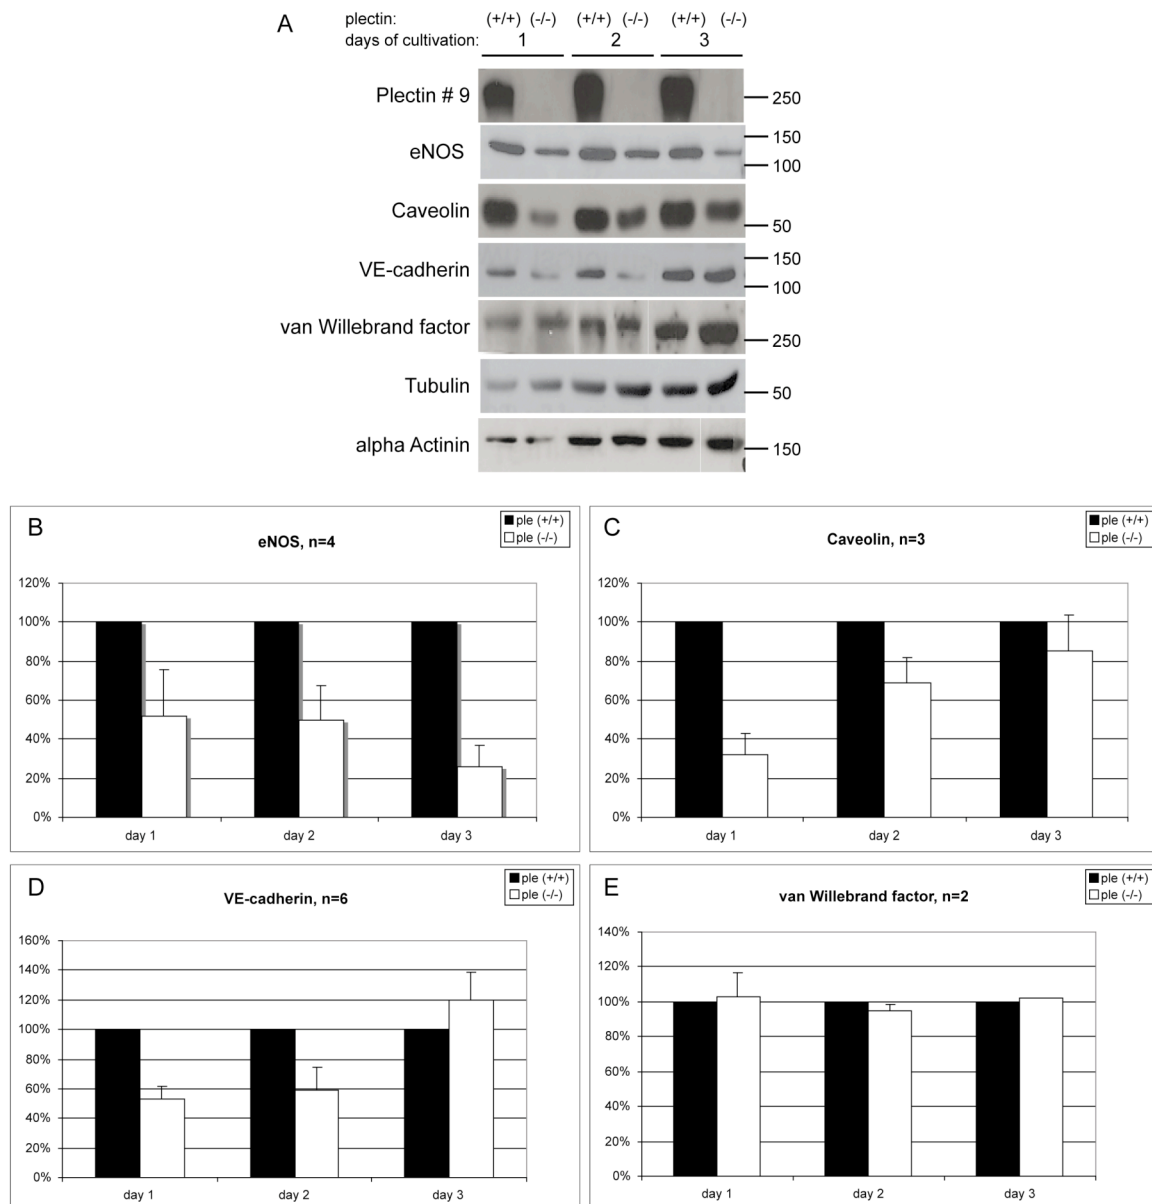 A
plectin: (+/+) (-/-) (+/+) (-/-) (+/+) (-/-)
days of cultivation: 1 2 3
Plectin # 9 250
eNOS 150 100
Caveolin 50
VE-cadherin 150 100
van Willebrand factor 250
Tubulin 50
alpha Actinin 150
B
eNOS, n=4
ple (+/+)
ple (-/-)
120%
100%
80%
60%
40%
20%
0%
day 1 day 2 day 3
C
Caveolin, n=3
ple (+/+)
ple (-/-)
120%
100%
80%
60%
40%
20%
0%
day 1 day 2 day 3
D
VE-cadherin, n=6
ple (+/+)
ple (-/-)
160%
140%
120%
100%
80%
60%
40%
20%
0%
day 1 day 2 day 3
E
van Willebrand factor, n=2
ple (+/+)
ple (-/-)
140%
120%
100%
80%
60%
40%
20%
0%
day 1 day 2 day 3